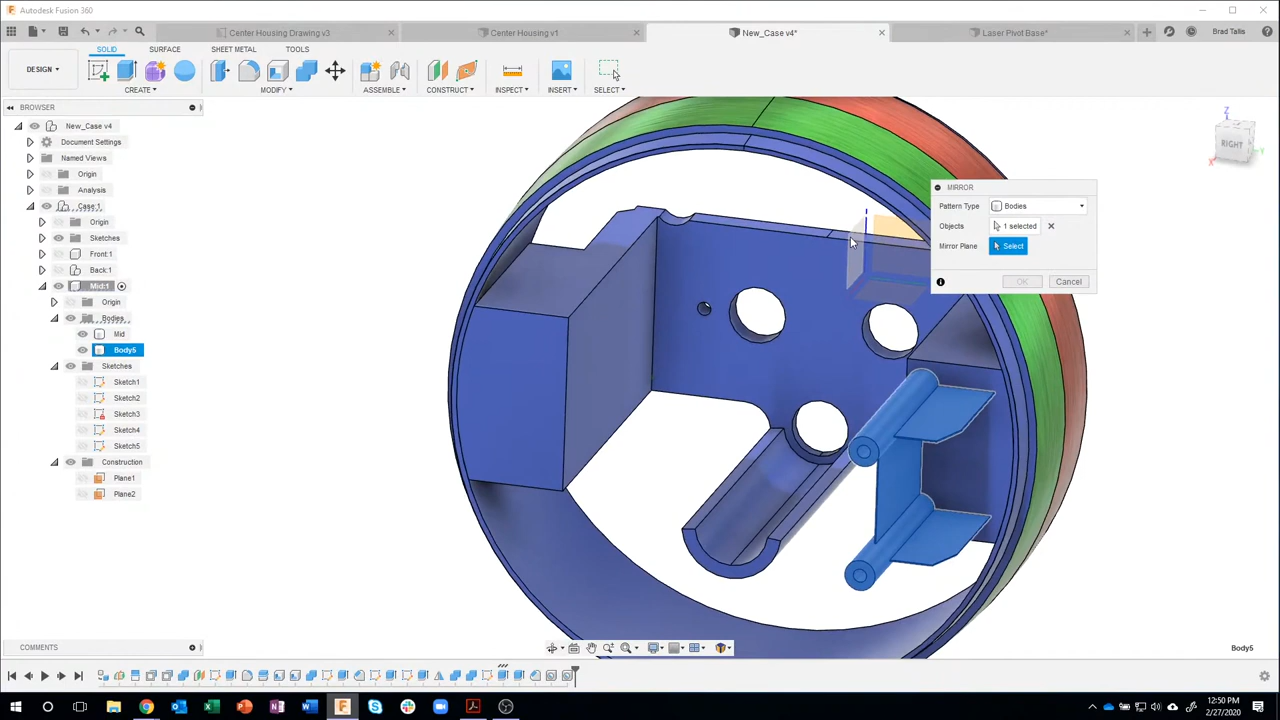 Autodesk Fusion 360
Center Housing Drawing v3
Center Housing v1
New_Case v4*
Laser Pivot Base*
Brad Tallis
DESIGN
SOLID
SURFACE
SHEET METAL
TOOLS
CREATE
MODIFY
ASSEMBLE
CONSTRUCT
INSPECT
INSERT
SELECT
BROWSER
New_Case v4
Document Settings
Named Views
Origin
Analysis
Case:1
Origin
Sketches
Front:1
Back:1
Mid:1
Origin
Bodies
Mid
Body5
Sketches
Sketch1
Sketch2
Sketch3
Sketch4
Sketch5
Construction
Plane1
Plane2
Z
RIGHT
X
Y
MIRROR
Pattern Type Bodies
Objects 1 selected
Mirror Plane Select
OK Cancel
COMMENTS
Body5
12:50 PM
2/27/2020